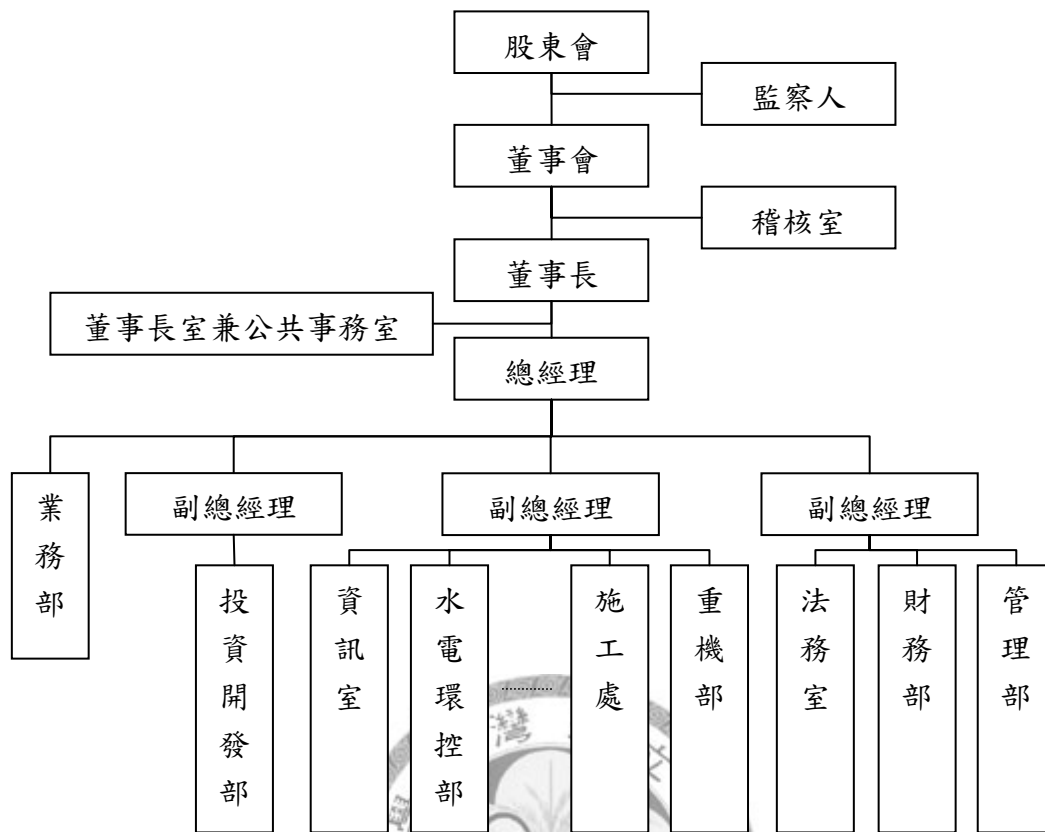 股東會
監察人
董事會
稽核室
董事長
董事長室兼公共事務室
總經理
業務部
副總經理
副總經理
副總經理
投資開發部
資訊室
水電環控部
………
施工處
重機部
法務室
財務部
管理部
灣